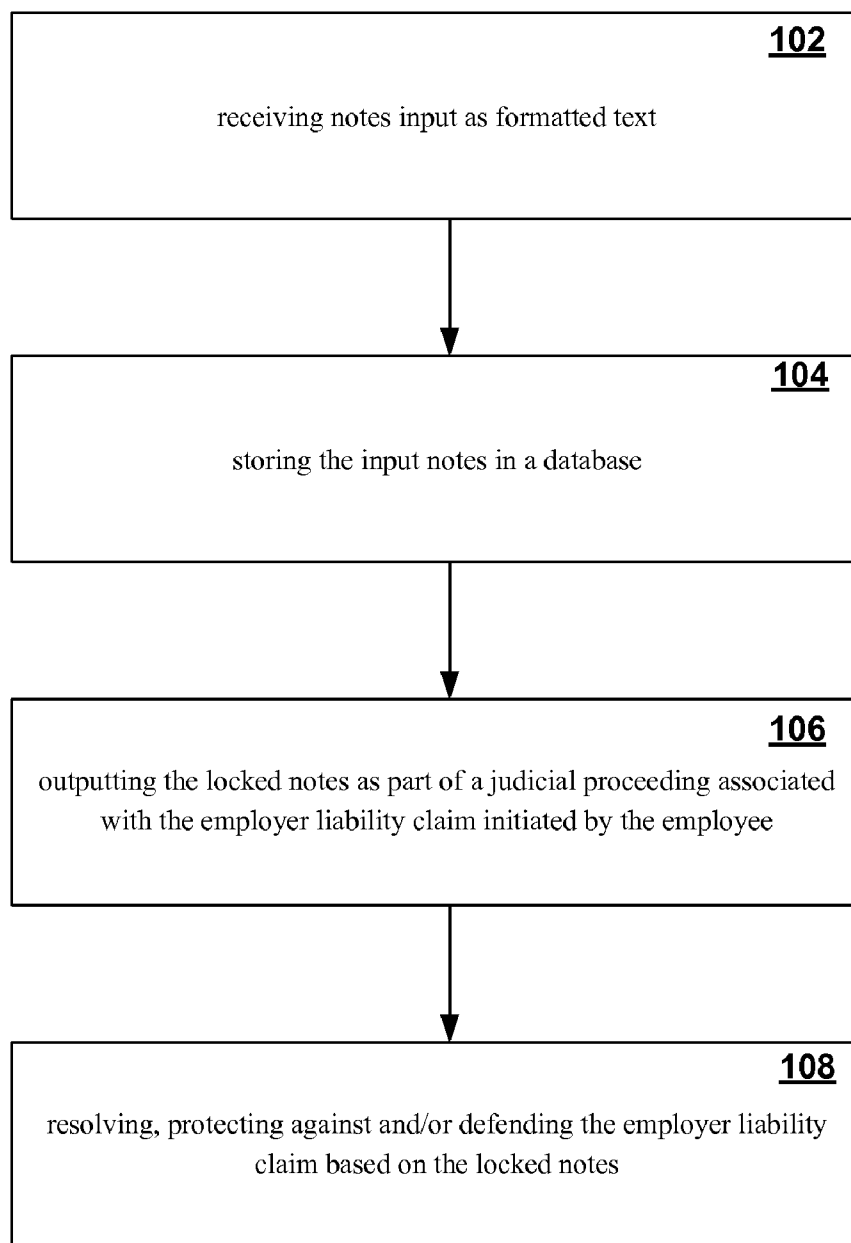 102
receiving notes input as formatted text
104
storing the input notes in a database
106
outputting the locked notes as part of a judicial proceeding associated
with the employer liability claim initiated by the employee
108
resolving, protecting against and/or defending the employer liability
claim based on the locked notes